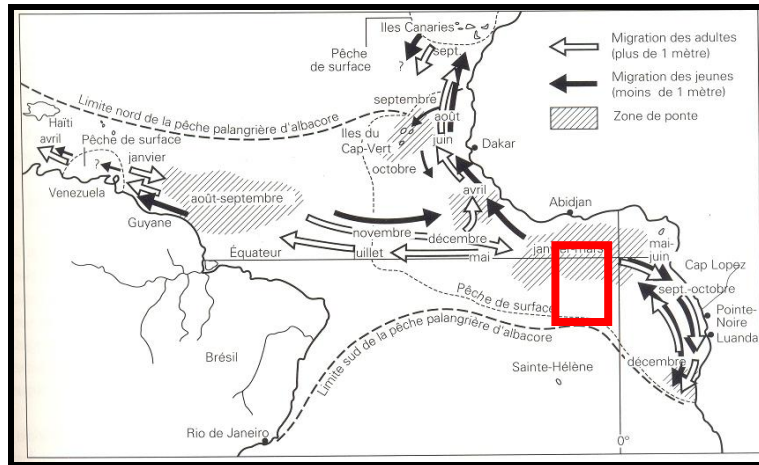 Iles Canaries
Pêche
de surface
sept.
?
Migration des adultes
(plus de 1 mètre)
Migration des jeunes
(moins de 1 mètre)
Zone de ponte
Limite nord de la pêche palangrière d'albacore
septembre
août
juin
Haïti
avril
Pêche de surface
?
janvier
Iles du
Cap-Vert
octobre
Dakar
Venezuela
Guyane
août-septembre
avril
Abidjan
novembre
décembre
Équateur
uillet
mai
janvier-mars
mai-
juin
Cap Lopez
sept.-octobre
Pêche de surface
Pointe-
Noire
Luanda
Brésil
Limite sud de la pêche palangrière d'albacore
Sainte-Hélène
décembre
Rio de Janeiro
0°